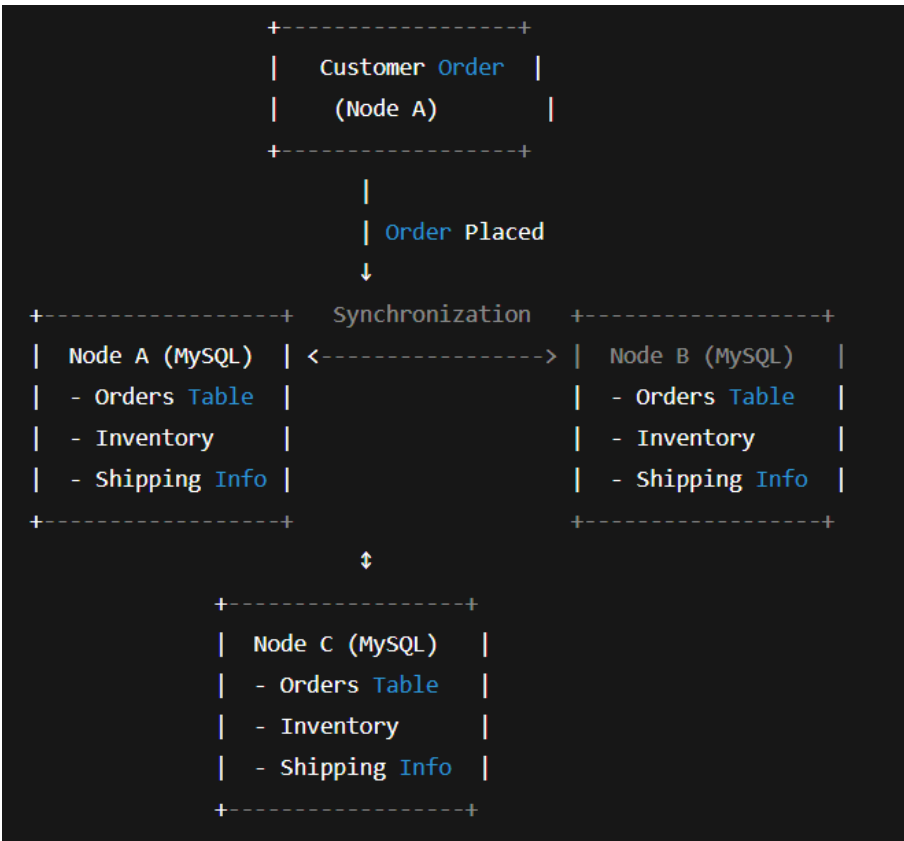 +------------------+
|   Customer Order  |
|    (Node A)        |
+------------------+
|
| Order Placed
↓
+------------------+   Synchronization   +------------------+
|  Node A (MySQL)  | <-----------------> |  Node B (MySQL)   |
|  - Orders Table  |                     |  - Orders Table   |
|  - Inventory     |                     |  - Inventory      |
|  - Shipping Info |                     |  - Shipping Info  |
+------------------+                     +------------------+
↕
+------------------+
|  Node C (MySQL)   |
|  - Orders Table   |
|  - Inventory      |
|  - Shipping Info  |
+------------------+